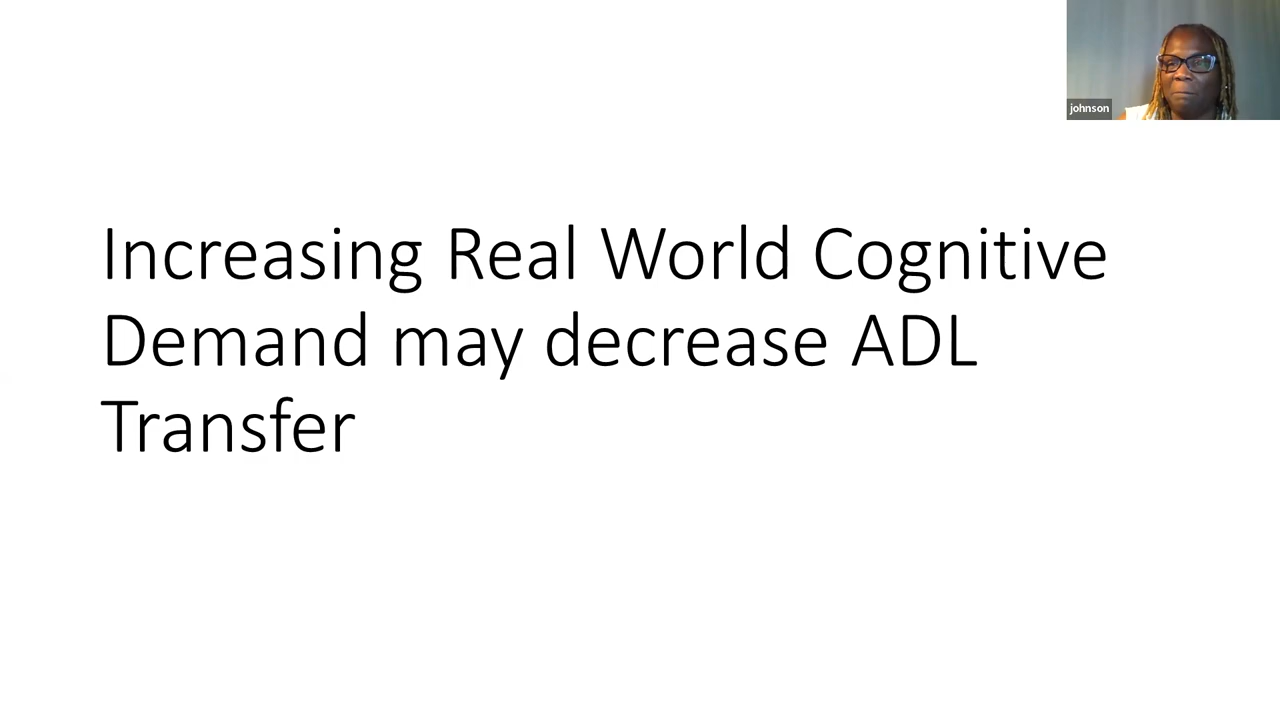 johnson
Increasing Real World Cognitive
Demand may decrease ADL
Transfer